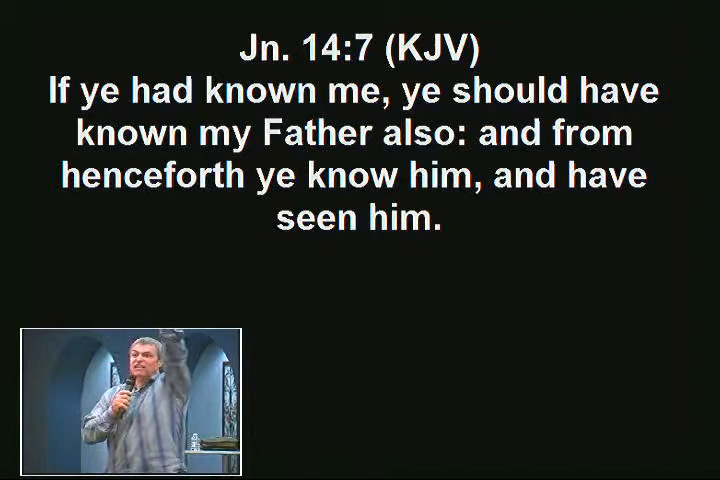 Jn. 14:7 (KJV)
If ye had known me, ye should have
known my Father also: and from
henceforth ye know him, and have
seen him.